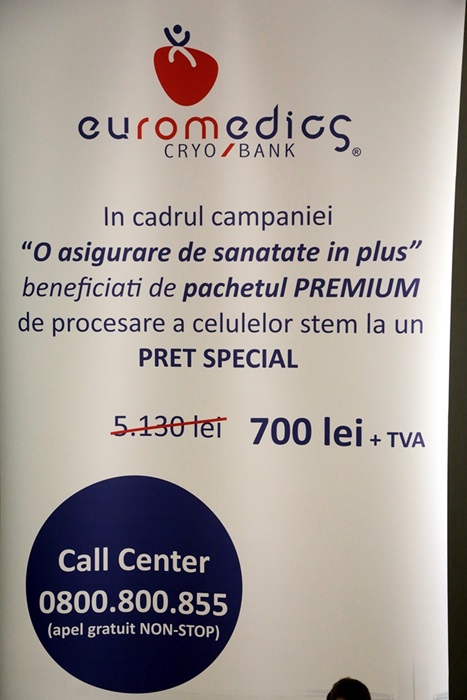 euromedics®
CRYO/BANK
In cadrul campaniei
“O asigurare de sanatate in plus”
beneficiati de pachetul PREMIUM
de procesare a celulelor stem la un
PRET SPECIAL
5.130 lei 700 lei + TVA
Call Center
0800.800.855
(apel gratuit NON-STOP)